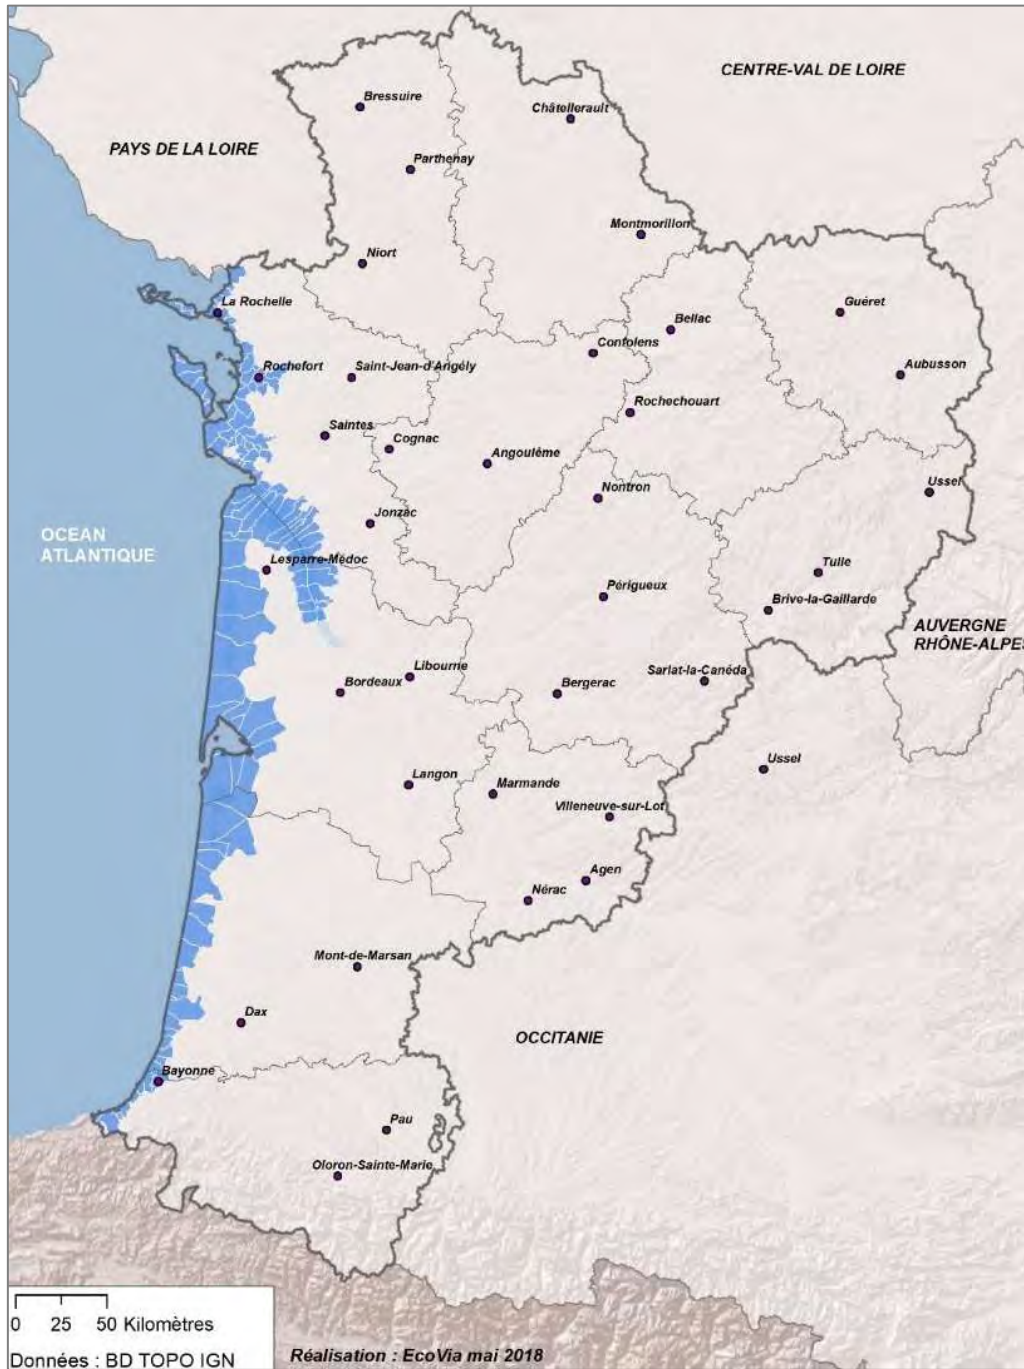 CENTRE-VAL DE LOIRE
Bressuire
Châtellerault
PAYS DE LA LOIRE
Parthenay
Montmorillon
Niort
La Rochelle
Guéret
Bellac
Confolens
Rochefort
Saint-Jean-d'Angély
Aubusson
Rochechouart
Saintes
Cognac
Angoulême
Nontron
Ussel
Jonzac
OCEAN
ATLANTIQUE
Lesparre-Médoc
Tulle
Périgueux
Brive-la-Gaillarde
AUVERGNE
RHÔNE-ALPES
Libourne
Sarlat-la-Canéda
Bordeaux
Bergerac
Ussel
Langon
Marmande
Villeneuve-sur-Lot
Agen
Nérac
Mont-de-Marsan
Dax
OCCITANIE
Bayonne
Pau
Oloron-Sainte-Marie
0 25 50 Kilomètres
Données : BD TOPO IGN
Réalisation : EcoVia mai 2018